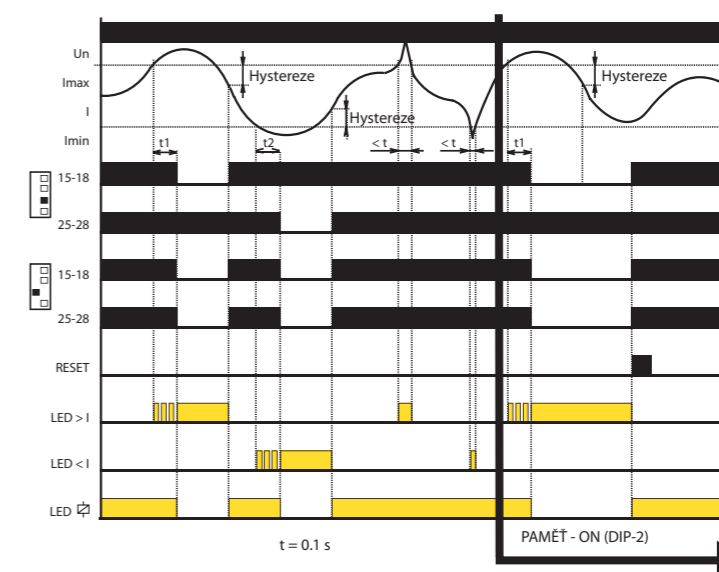 Un
Imax
I
Imin
Hystereze
Hystereze
Hystereze
t1
t2
< t
< t
t1
15-18
25-28
15-18
25-28
RESET
LED > I
LED < I
LED
t = 0.1 s
PAMĚŤ - ON (DIP-2)